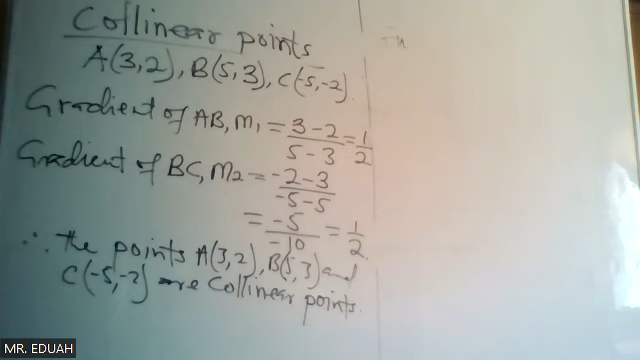 Collinear points
A(3,2), B(5,3), C(-5,-2).
Gradient of AB, m₁ = 3-2/5-3 = 1/2
Gradient of BC, m2 = -2-3/-5-5
= -5/-10 = 1/2.
∴ the points A(3,2), B(5,3) and
C(-5,-2) are Collinear points.
MR. EDUAH